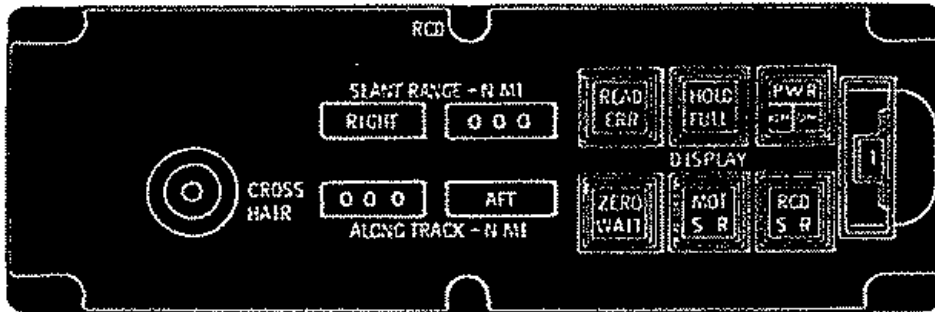 RCD
SLANT RANGE - N MI
RIGHT
0 0 0
READ
ERR
HOLD
FULL
PWR
DISPLAY
1
CROSS
HAIR
0 0 0
AFT
ALONG TRACK - N MI
ZERO
WAIT
MOT
S R
RCD
S R